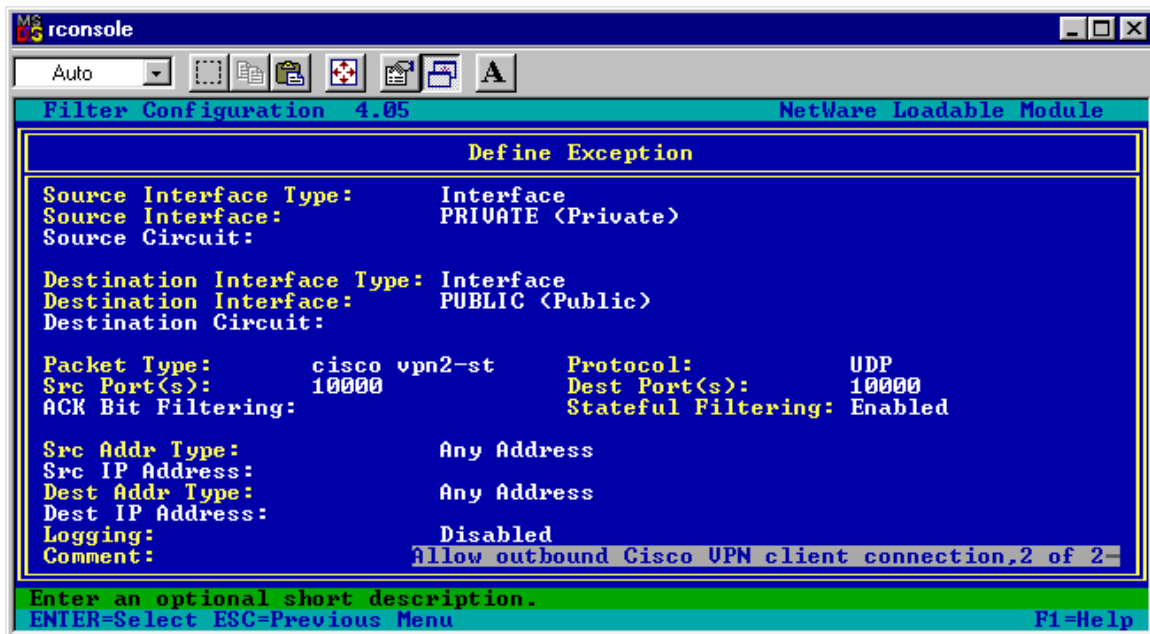 rconsole
Auto
A
Filter Configuration 4.05 NetWare Loadable Module
Define Exception
Source Interface Type: Interface
Source Interface: PRIVATE (Private)
Source Circuit:
Destination Interface Type: Interface
Destination Interface: PUBLIC (Public)
Destination Circuit:
Packet Type: cisco vpn2-st Protocol: UDP
Src Port(s): 10000 Dest Port(s): 10000
ACK Bit Filtering: Stateful Filtering: Enabled
Src Addr Type: Any Address
Src IP Address:
Dest Addr Type: Any Address
Dest IP Address:
Logging: Disabled
Comment: Allow outbound Cisco VPN client connection,2 of 2
Enter an optional short description.
ENTER=Select ESC=Previous Menu F1=Help